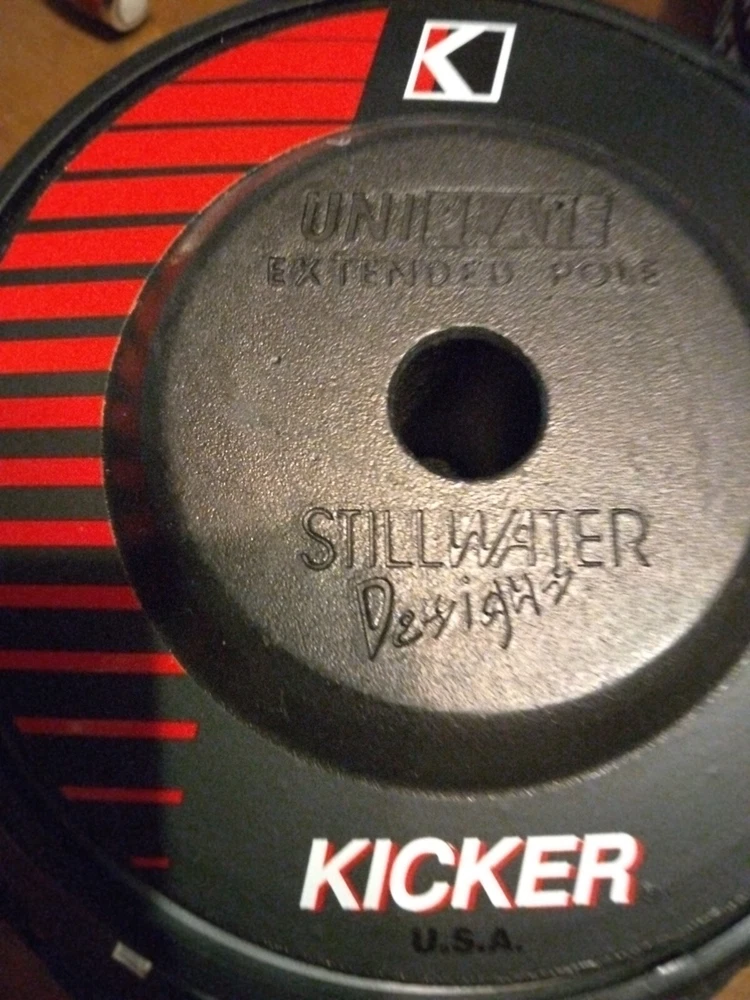 K
UNIPLATE
EXTENDED POLE
STILLWATER
Designs
KICKER
U.S.A.